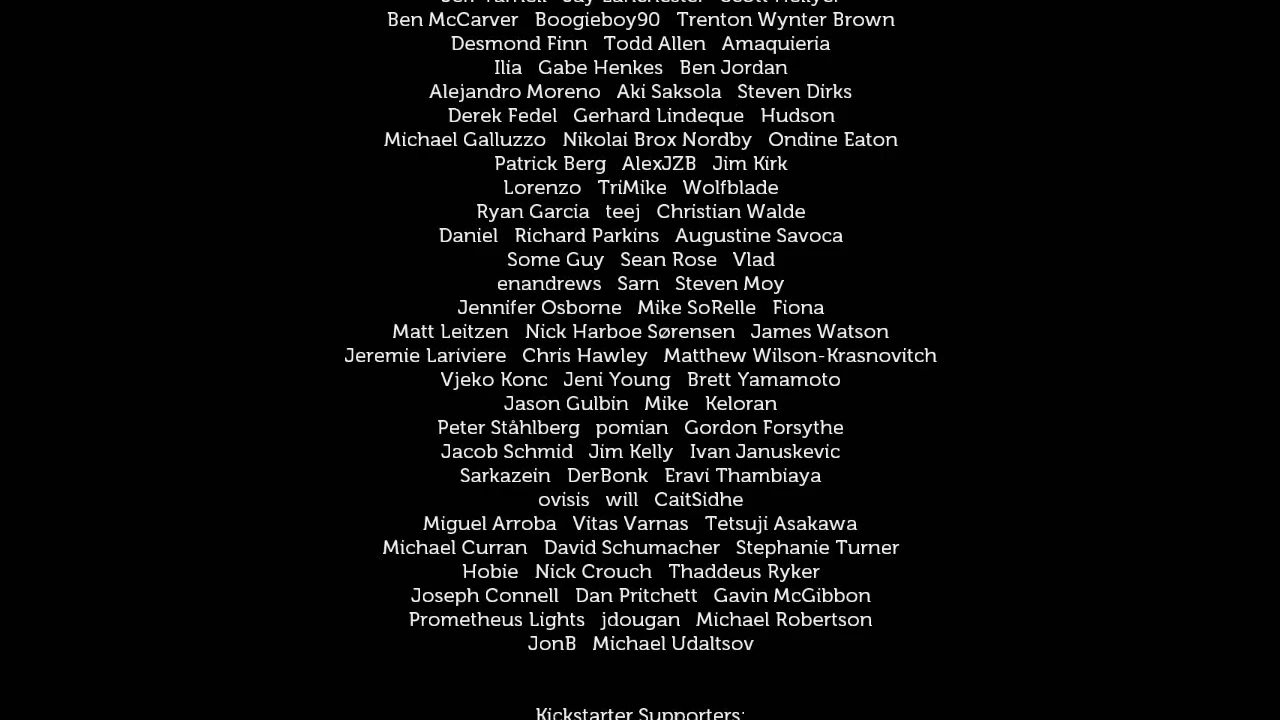 Ben McCarver Boogieboy90 Trenton Wynter Brown
Desmond Finn Todd Allen Amaquieria
Ilia Gabe Henkes Ben Jordan
Alejandro Moreno Aki Saksola Steven Dirks
Derek Fedel Gerhard Lindeque Hudson
Michael Galluzzo Nikolai Brox Nordby Ondine Eaton
Patrick Berg AlexJZB Jim Kirk
Lorenzo TriMike Wolfblade
Ryan Garcia teej Christian Walde
Daniel Richard Parkins Augustine Savoca
Some Guy Sean Rose Vlad
enandrews Sarn Steven Moy
Jennifer Osborne Mike SoRelle Fiona
Matt Leitzen Nick Harboe Sørensen James Watson
Jeremie Lariviere Chris Hawley Matthew Wilson-Krasnovitch
Vjeko Konc Jeni Young Brett Yamamoto
Jason Gulbin Mike Keloran
Peter Ståhlberg pomian Gordon Forsythe
Jacob Schmid Jim Kelly Ivan Januskevic
Sarkazein DerBonk Eravi Thambiaya
ovisis will CaitSidhe
Miguel Arroba Vitas Varnas Tetsuji Asakawa
Michael Curran David Schumacher Stephanie Turner
Hobie Nick Crouch Thaddeus Ryker
Joseph Connell Dan Pritchett Gavin McGibbon
Prometheus Lights jdougan Michael Robertson
JonB Michael Udaltsov
Kickstarter Supporters: